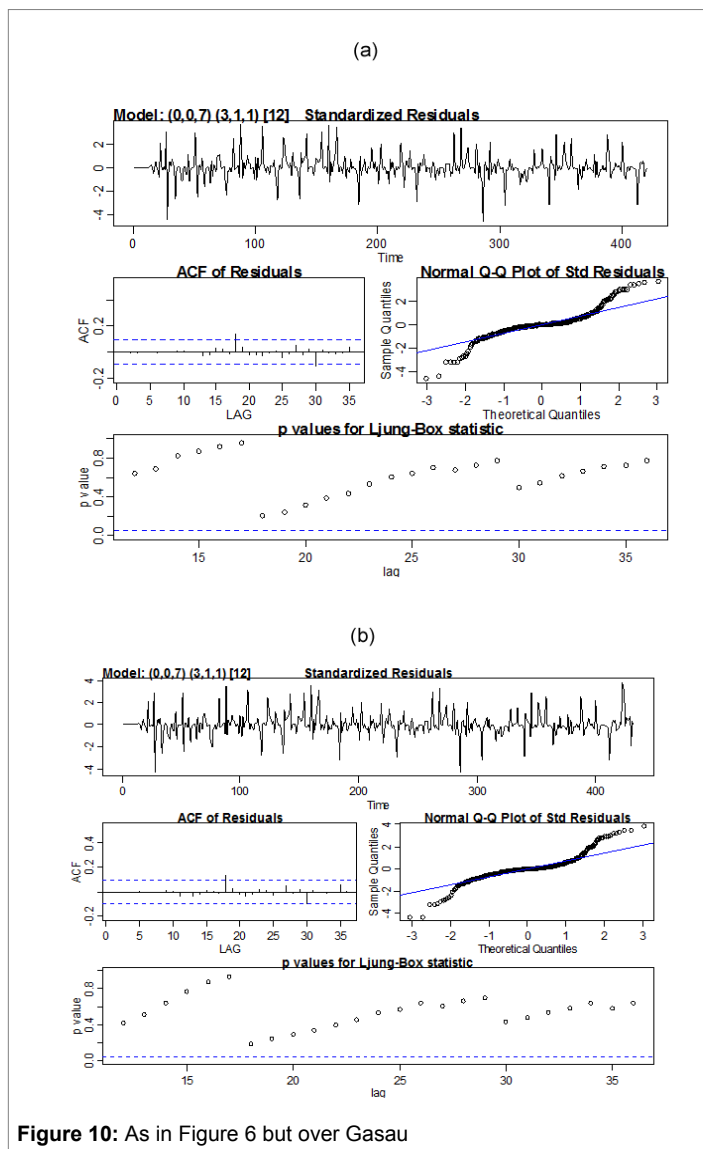 (a)
Model: (0,0,7) (3,1,1) [12] Standardized Residuals
2
0
-2
-4
0 100 200 300 400
Time
ACF of Residuals
ACF
0.2
-0.2
0 5 10 15 20 25 30 35
LAG
Normal Q-Q Plot of Std Residuals
Sample Quantiles
2
0
-2
-4
-3 -2 -1 0 1 2 3
Theoretical Quantiles
p values for Ljung-Box statistic
p value
0.8
0.4
0.0
15 20 25 30 35
lag
(b)
Model: (0,0,7) (3,1,1) [12] Standardized Residuals
4
2
0
-2
-4
0 100 200 300 400
Time
ACF of Residuals
ACF
0.4
0.2
-0.2
0 5 10 15 20 25 30 35
LAG
Normal Q-Q Plot of Std Residuals
Sample Quantiles
4
2
0
-2
-4
-3 -2 -1 0 1 2 3
Theoretical Quantiles
p values for Ljung-Box statistic
p value
0.8
0.4
0.0
15 20 25 30 35
lag
Figure 10: As in Figure 6 but over Gasau